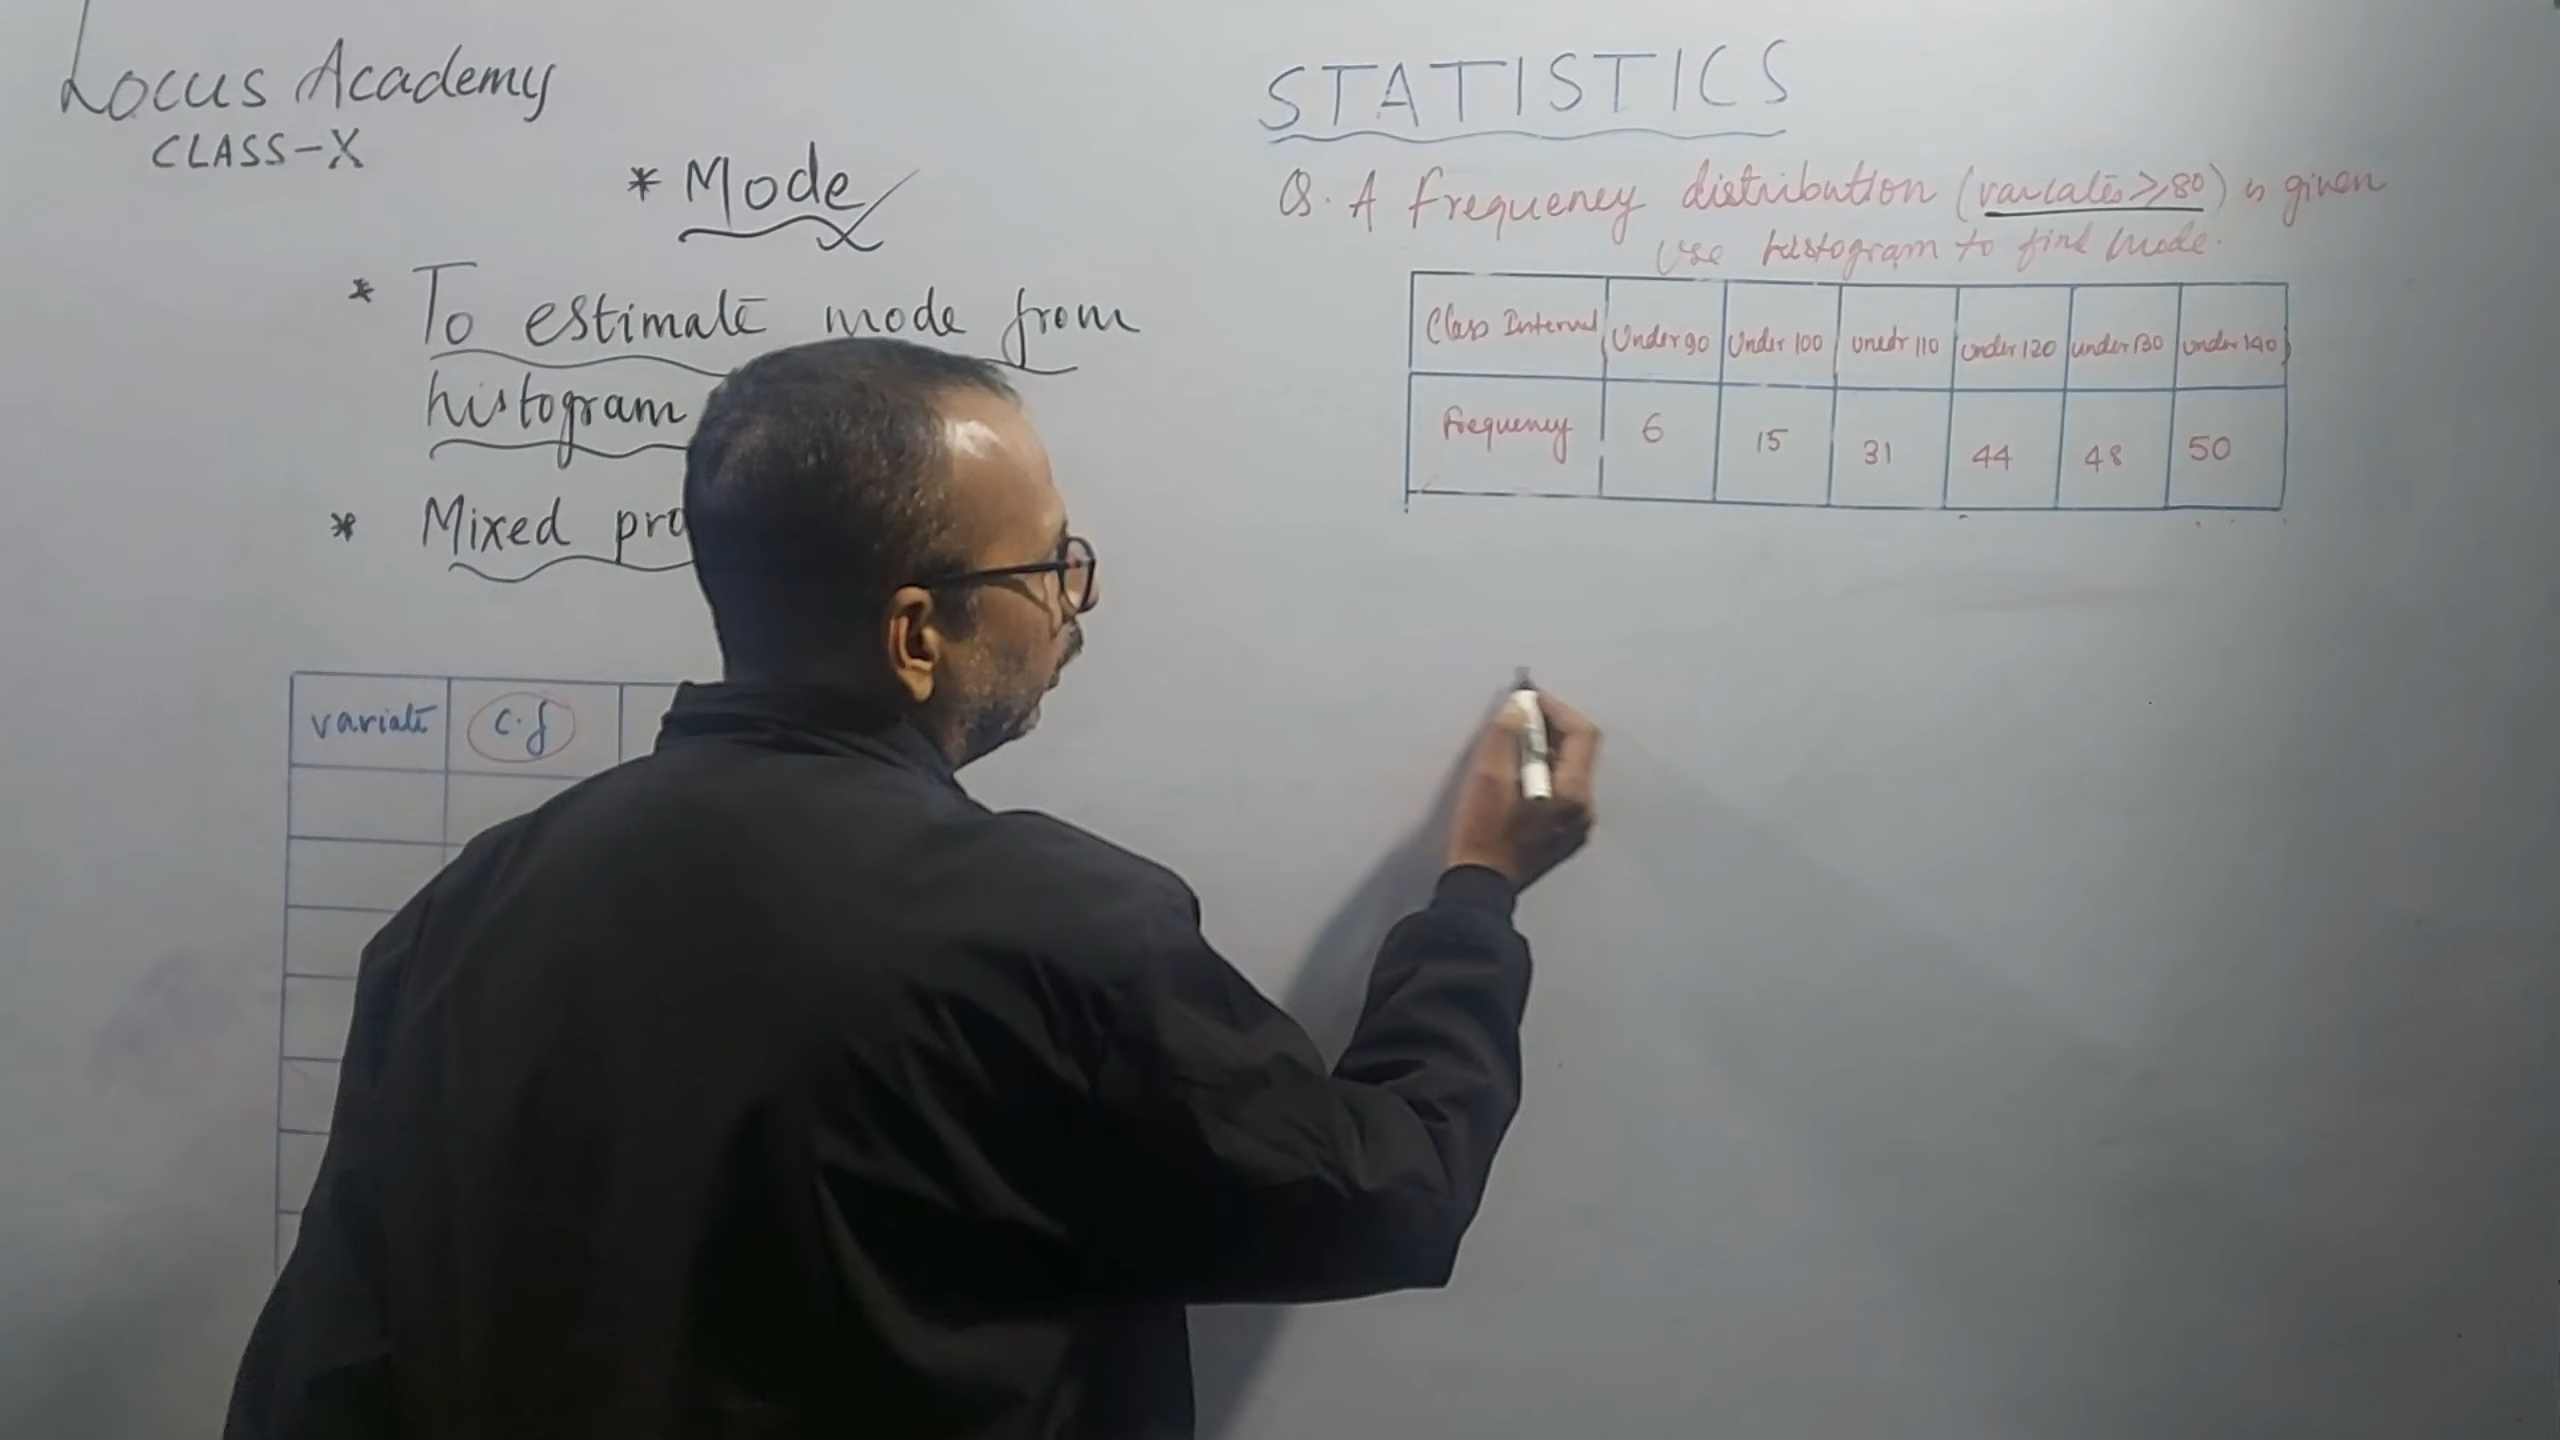 Locus Academy
CLASS-X
* Mode
* To estimate mode from
histogram
* Mixed pro
variate c.f
STATISTICS
Q. A frequency distribution (variates ≥ 80) is given
use histogram to find mode.
Class Interval Under 90 Under 100 unedr 110 under 120 under 130 under 140
Frequency 6 15 31 44 48 50